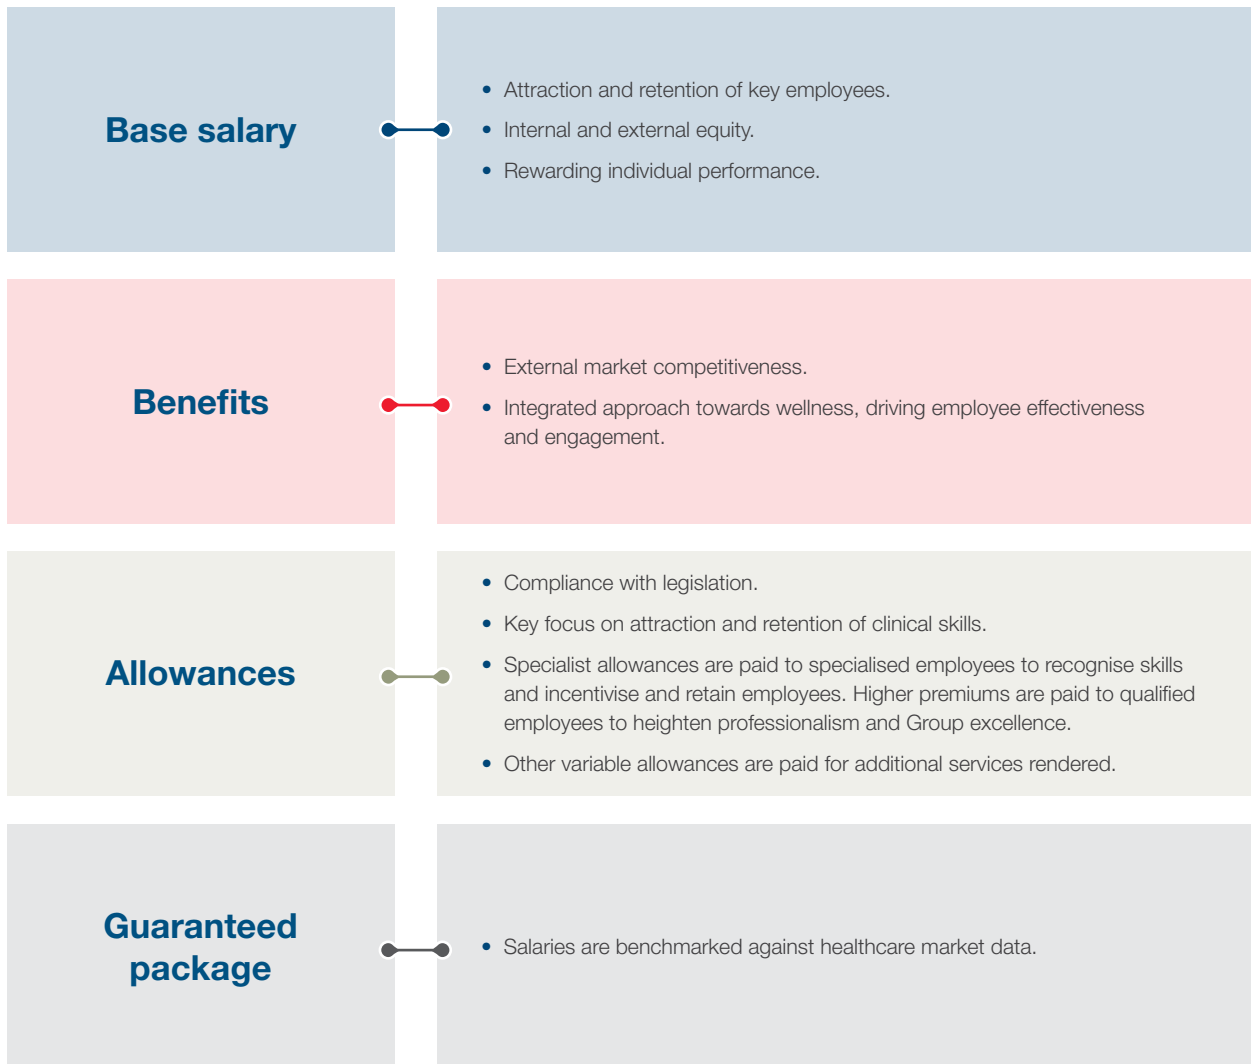 Base salary
• Attraction and retention of key employees.
• Internal and external equity.
• Rewarding individual performance.
Benefits
• External market competitiveness.
• Integrated approach towards wellness, driving employee effectiveness
and engagement.
Allowances
• Compliance with legislation.
• Key focus on attraction and retention of clinical skills.
• Specialist allowances are paid to specialised employees to recognise skills
and incentivise and retain employees. Higher premiums are paid to qualified
employees to heighten professionalism and Group excellence.
• Other variable allowances are paid for additional services rendered.
Guaranteed
package
• Salaries are benchmarked against healthcare market data.